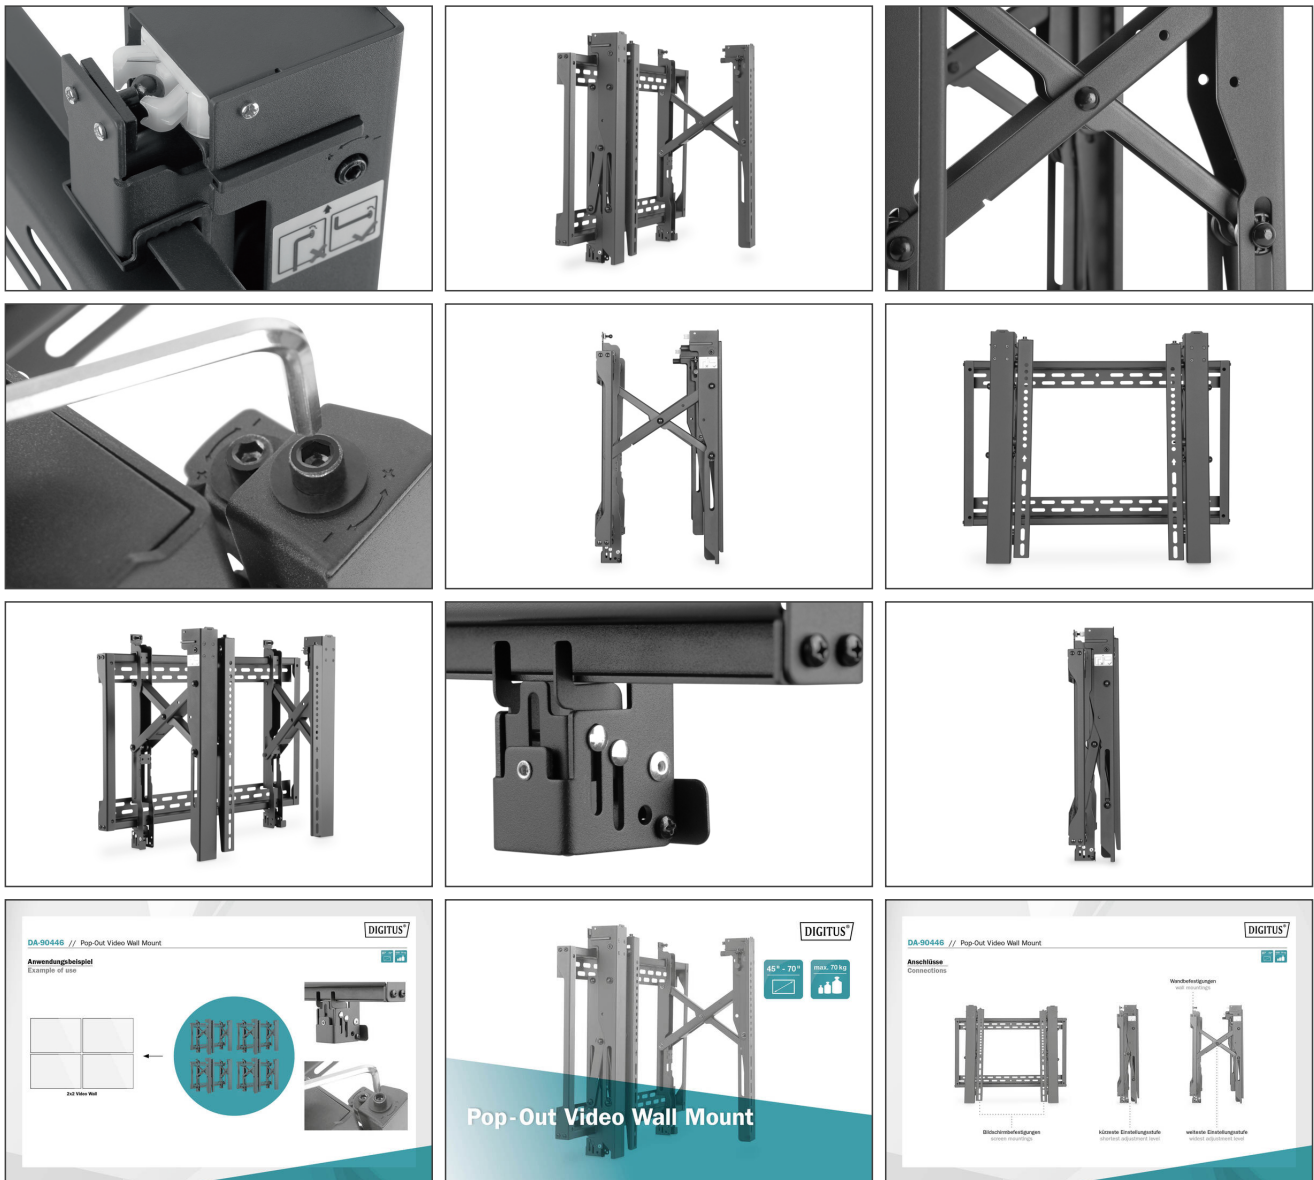 DIGITUS®
DA-90446 // Pop-Out Video Wall Mount
Anwendungsbeispiel
Example of use
2x2 Video Wall
DIGITUS®
45" - 70"
max. 70 kg
Pop-Out Video Wall Mount
DIGITUS®
DA-90446 // Pop-Out Video Wall Mount
Anschlüsse
Connections
Wandbefestigungen
wall mountings
Bildschirmbefestigungen
screen mountings
kürzeste Einstellungsstufe
shortest adjustment level
weiteste Einstellungsstufe
widest adjustment level